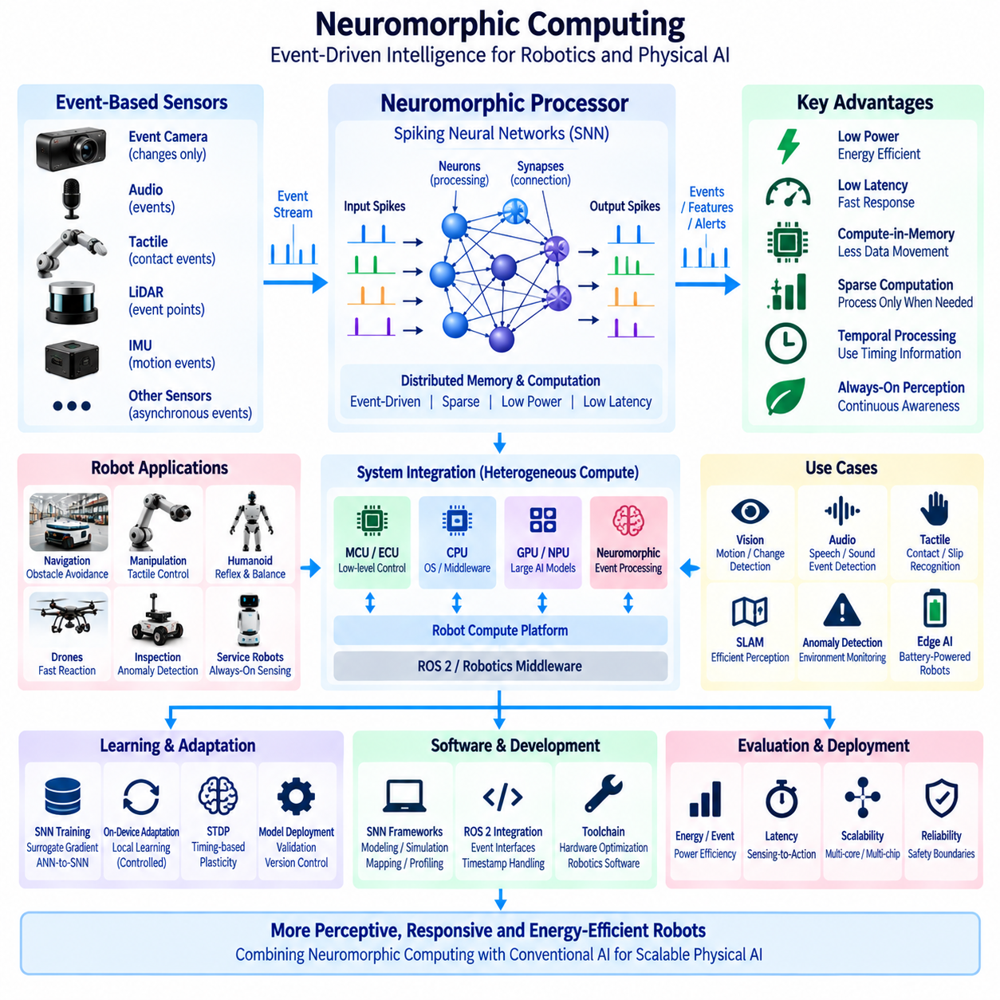 Neuromorphic Computing
Event-Driven Intelligence for Robotics and Physical AI
Event-Based Sensors
Event Camera
(changes only)
Audio
(events)
Tactile
(contact events)
LiDAR
(event points)
IMU
(motion events)
Other Sensors
(asynchronous events)
Event
Stream
Neuromorphic Processor
Spiking Neural Networks (SNN)
Neurons
(processing)
Synapses
(connection)
Input Spikes
Output Spikes
Distributed Memory & Computation
Event-Driven | Sparse | Low Power | Low Latency
Events
/ Features
/ Alerts
Key Advantages
Low Power
Energy Efficient
Low Latency
Fast Response
Compute-in-Memory
Less Data Movement
Sparse Computation
Process Only When Needed
Temporal Processing
Use Timing Information
Always-On Perception
Continuous Awareness
Robot Applications
Navigation
Obstacle Avoidance
Manipulation
Tactile Control
Humanoid
Reflex & Balance
Drones
Fast Reaction
Inspection
Anomaly Detection
Service Robots
Always-On Sensing
System Integration (Heterogeneous Compute)
MCU / ECU
Low-level Control
CPU
OS / Middleware
GPU / NPU
Large AI Models
Neuromorphic
Event Processing
Robot Compute Platform
ROS 2 / Robotics Middleware
Use Cases
Vision
Motion / Change
Detection
Audio
Speech / Sound
Event Detection
Tactile
Contact / Slip
Recognition
SLAM
Efficient Perception
Anomaly Detection
Environment Monitoring
Edge AI
Battery-Powered
Robots
Learning & Adaptation
SNN Training
Surrogate Gradient
ANN-to-SNN
On-Device Adaptation
Local Learning
(Controlled)
STDP
Timing-based
Plasticity
Model Deployment
Validation
Version Control
Software & Development
SNN Frameworks
Modeling / Simulation
Mapping / Profiling
ROS 2 Integration
Event Interfaces
Timestamp Handling
Toolchain
Hardware Optimization
Robotics Software
Evaluation & Deployment
Energy / Event
Power Efficiency
Latency
Sensing-to-Action
Scalability
Multi-core / Multi-chip
Reliability
Safety Boundaries
More Perceptive, Responsive and Energy-Efficient Robots
Combining Neuromorphic Computing with Conventional AI for Scalable Physical AI